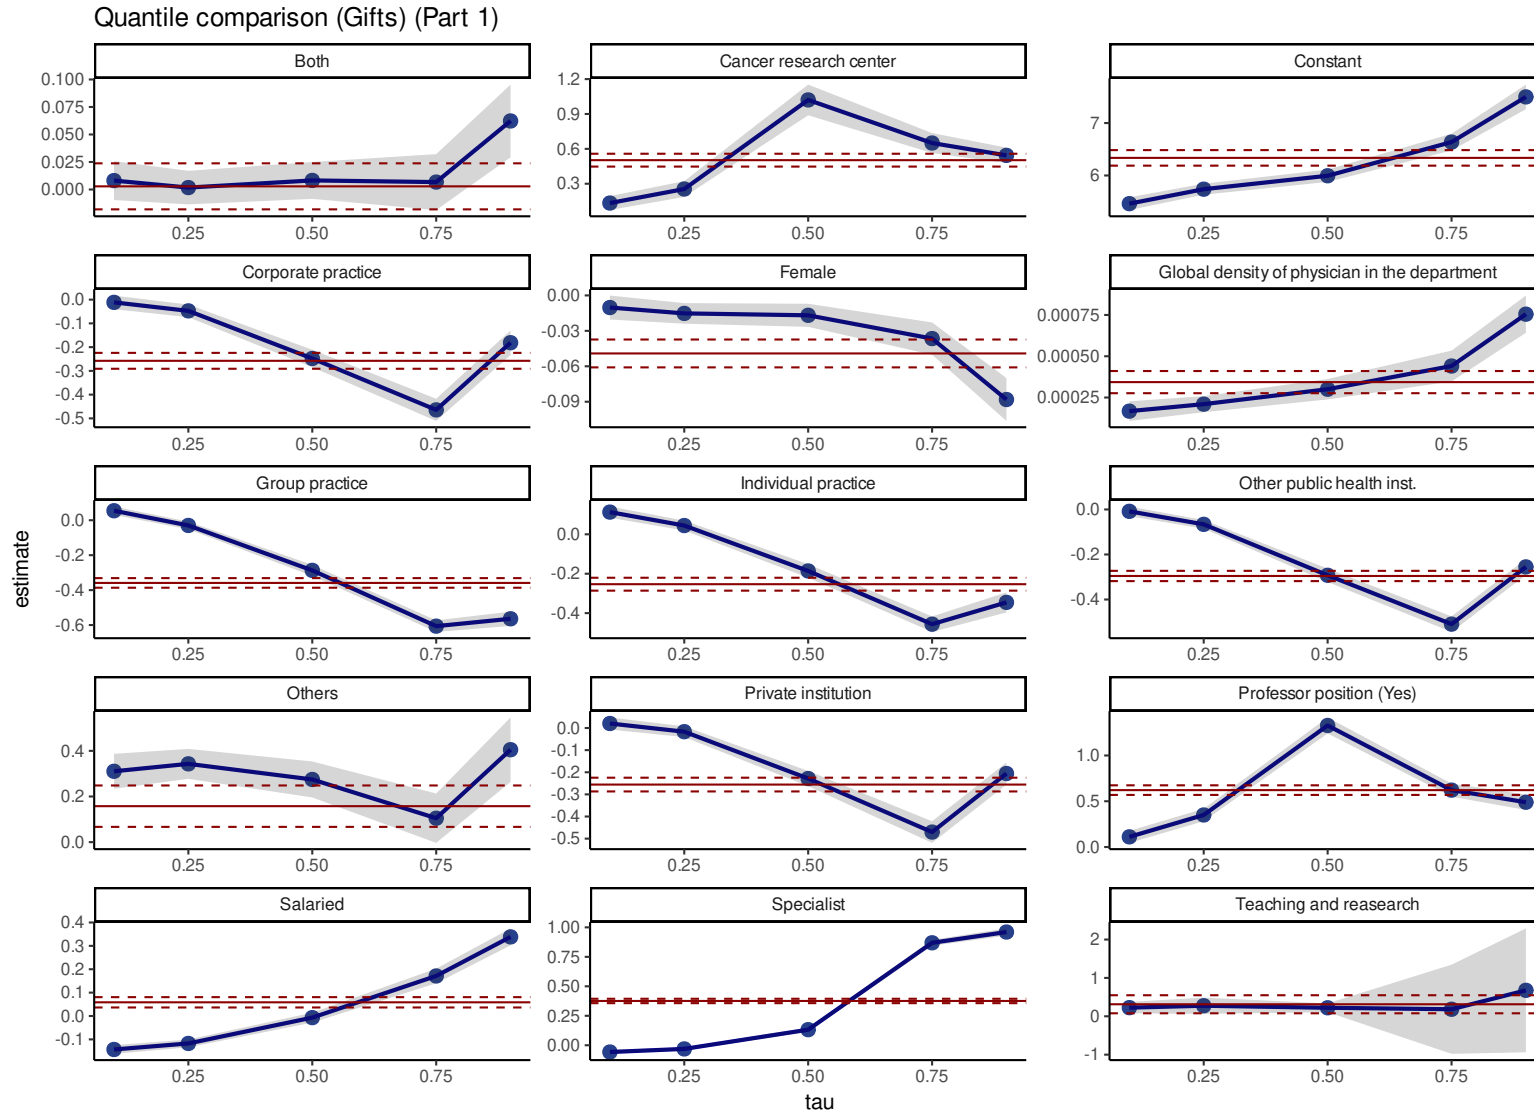 Quantile comparison (Gifts) (Part 1)
Both
Cancer research center
Constant
0.100
0.075
0.050
0.025
0.000
1.2
0.9
0.6
0.3
7
6
0.25 0.50 0.75
0.25 0.50 0.75
0.25 0.50 0.75
Corporate practice
Female
Global density of physician in the department
0.0
-0.1
-0.2
-0.3
-0.4
-0.5
0.00
-0.03
-0.06
-0.09
0.00075
0.00050
0.00025
0.25 0.50 0.75
0.25 0.50 0.75
0.25 0.50 0.75
Group practice
Individual practice
Other public health inst.
0.0
-0.2
-0.4
-0.6
0.0
-0.2
-0.4
0.0
-0.2
-0.4
0.25 0.50 0.75
0.25 0.50 0.75
0.25 0.50 0.75
estimate
Others
Private institution
Professor position (Yes)
0.4
0.2
0.0
0.0
-0.1
-0.2
-0.3
-0.4
-0.5
1.0
0.5
0.0
0.25 0.50 0.75
0.25 0.50 0.75
0.25 0.50 0.75
Salaried
Specialist
Teaching and reasearch
0.4
0.3
0.2
0.1
0.0
-0.1
1.00
0.75
0.50
0.25
0.00
2
1
0
-1
0.25 0.50 0.75
0.25 0.50 0.75
0.25 0.50 0.75
tau